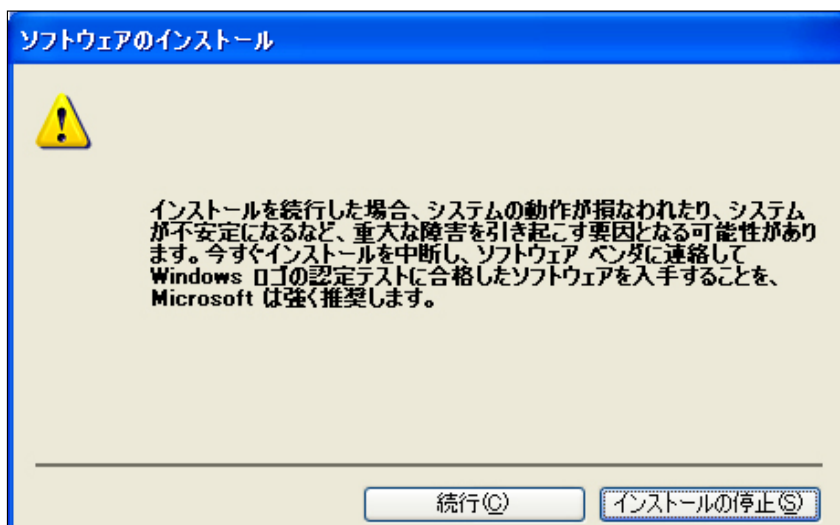 ソフトウェアのインストール
インストールを続行した場合、システムの動作が損なわれたり、システム
が不安定になるなど、重大な障害を引き起こす要因となる可能性があり
ます。今すぐインストールを中断し、ソフトウェア ベンダに連絡して
Windows ロゴの認定テストに合格したソフトウェアを入手することを、
Microsoft は強く推奨します。
続行(C)
インストールの停止(S)